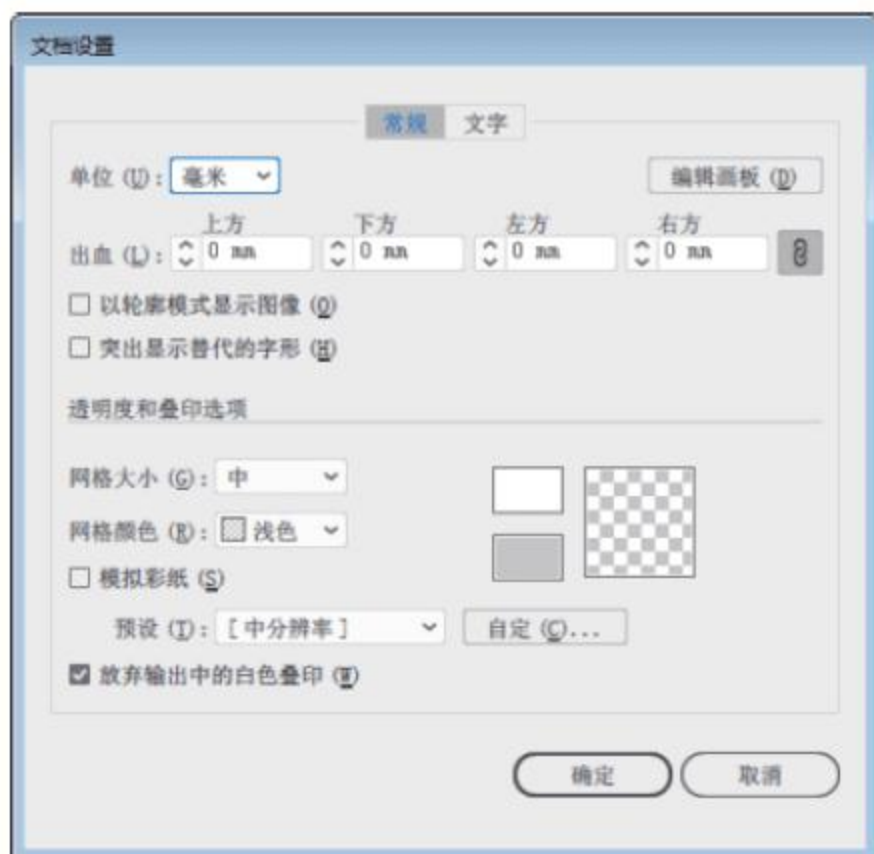 文档设置
常规 文字
单位 (U): 毫米 编辑画板 (D)
上方 下方 左方 右方
出血 (L): 0 mm 0 mm 0 mm 0 mm
以轮廓模式显示图像 (O)
突出显示替代的字形 (H)
透明度和叠印选项
网格大小 (G): 中
网格颜色 (R): 浅色
模拟彩纸 (S)
预设 (T): [中分辨率] 自定 (C)...
放弃输出中的白色叠印 (W)
确定 取消